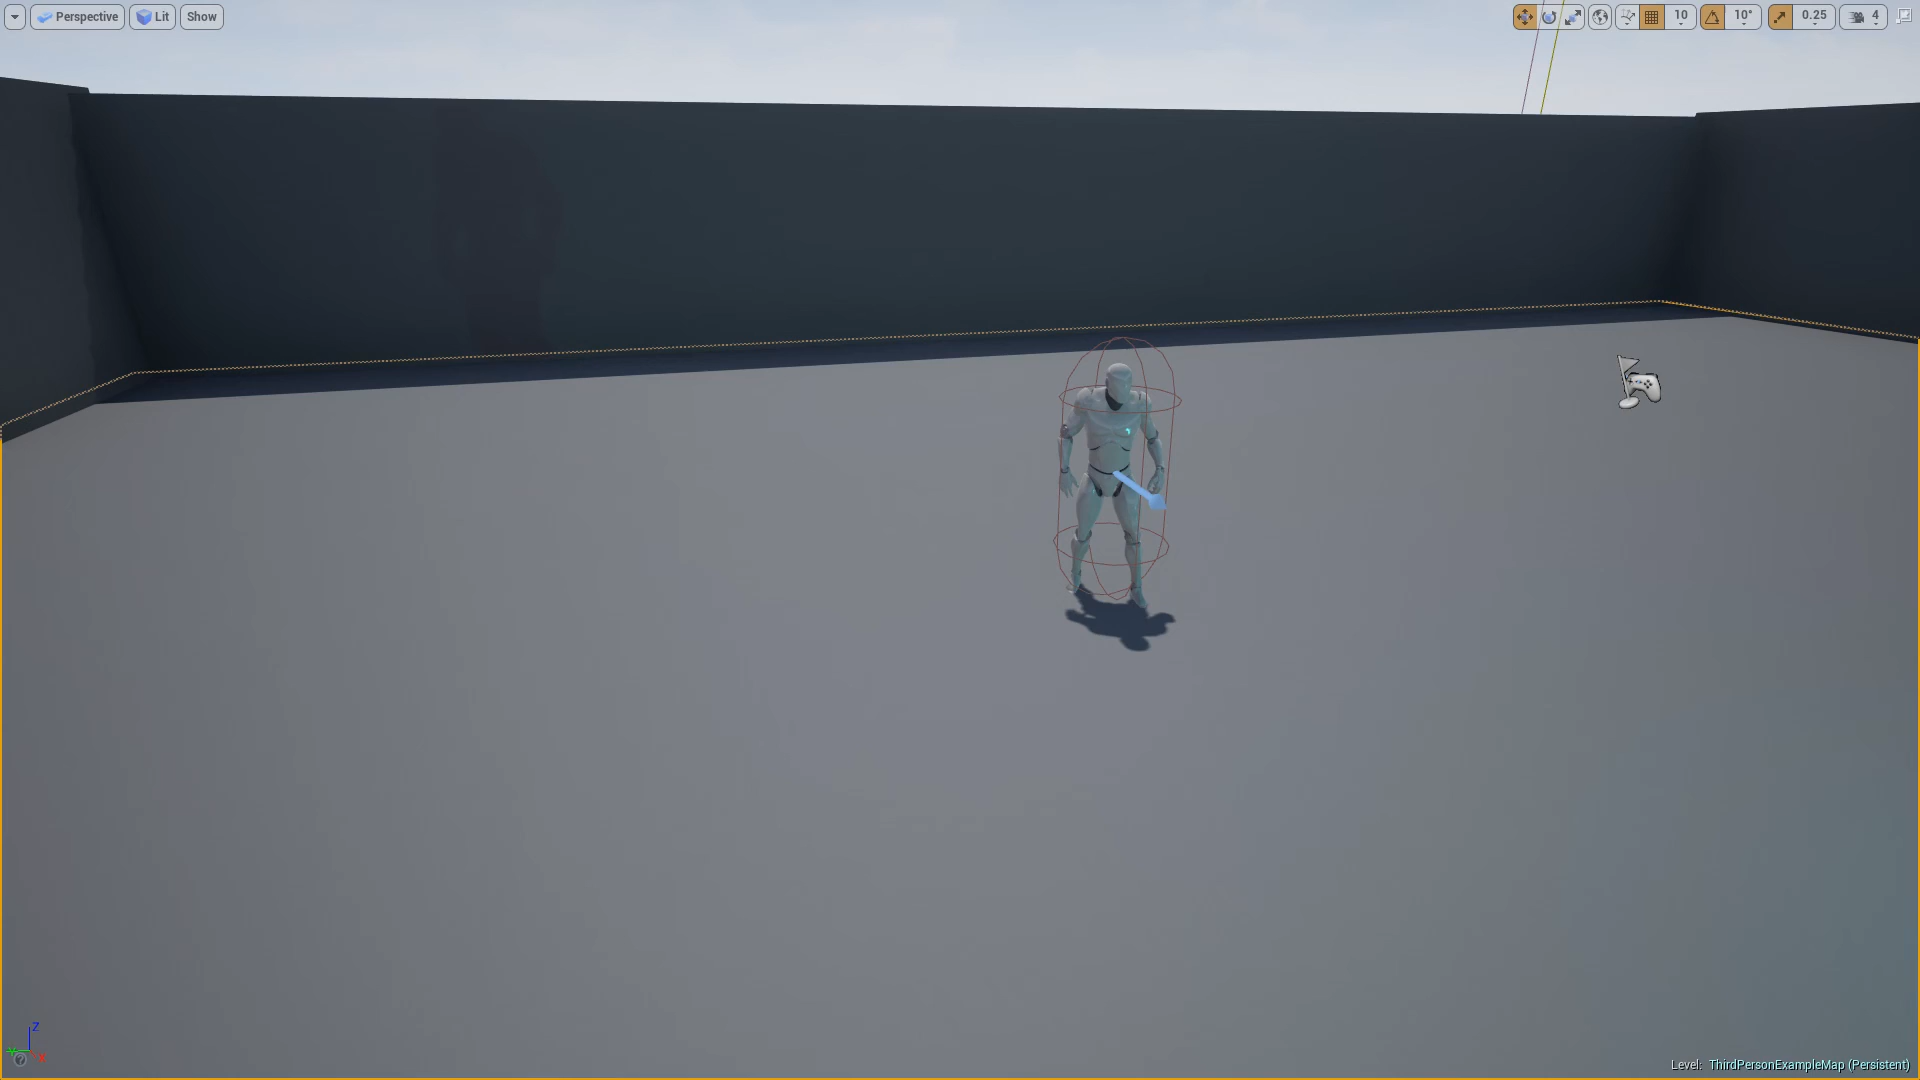 Perspective Lit Show 10 10° 0.25 4
Z
Y X
?
Level: ThirdPersonExampleMap (Persistent)